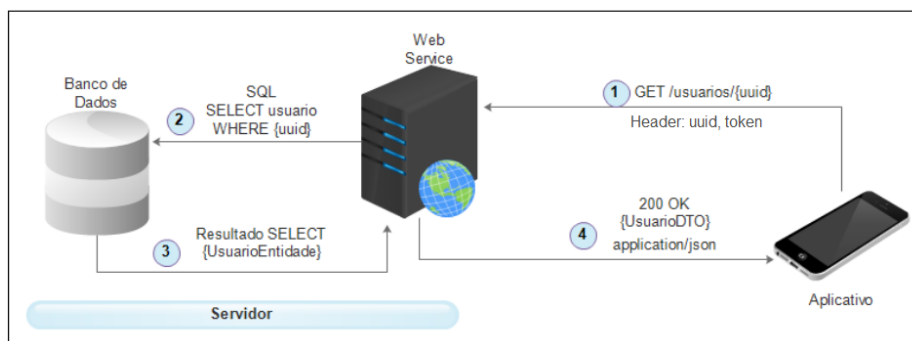 Web
Service
Banco de
Dados
1
GET /usuarios/{uuid}
Header: uuid, token
2
SQL
SELECT usuario
WHERE {uuid}
3
Resultado SELECT
{UsuarioEntidade}
4
200 OK
{UsuarioDTO}
application/json
Aplicativo
Servidor